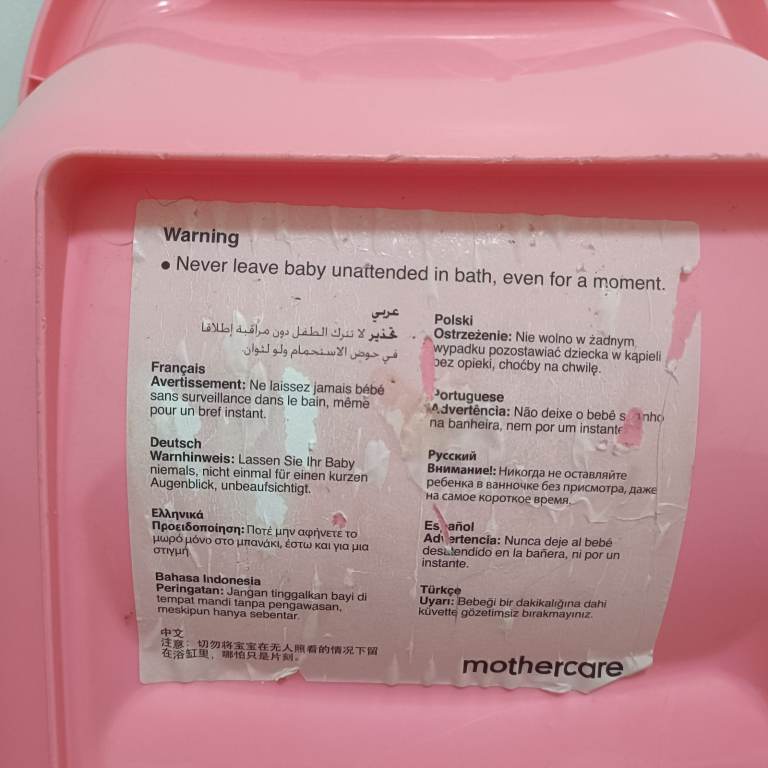 Warning
• Never leave baby unattended in bath, even for a moment.
عربي
تحذير لا تترك الطفل دون مراقبة إطلاقا
في حوض الاستحمام ولو لثوان.
Français
Avertissement: Ne laissez jamais bébé
sans surveillance dans le bain, même
pour un bref instant.
Deutsch
Warnhinweis: Lassen Sie Ihr Baby
niemals, nicht einmal für einen kurzen
Augenblick, unbeaufsichtigt.
Ελληνικά
Προειδοποίηση: Ποτέ μην αφήνετε το
μωρό μόνο στο μπανάκι, έστω και για μια
στιγμή.
Bahasa Indonesia
Peringatan: Jangan tinggalkan bayi di
tempat mandi tanpa pengawasan,
meskipun hanya sebentar.
中文
注意：切勿将宝宝在无人照看的情况下留
在浴缸里，哪怕只是片刻。
Polski
Ostrzeżenie: Nie wolno w żadnym
wypadku pozostawiać dziecka w kąpieli
bez opieki, choćby na chwilę.
Portuguese
Advertência: Não deixe o bebê
na banheira, nem por um instante
Русский
Внимание!: Никогда не оставляйте
ребенка в ванночке без присмотра, даже
на самое короткое время.
Español
Advertencia: Nunca deje al bebé
desatendido en la bañera, ni por un
instante.
Türkçe
Uyarı: Bebeği bir dakikalığına dahi
küvette gözetimsiz bırakmayınız.
mothercare